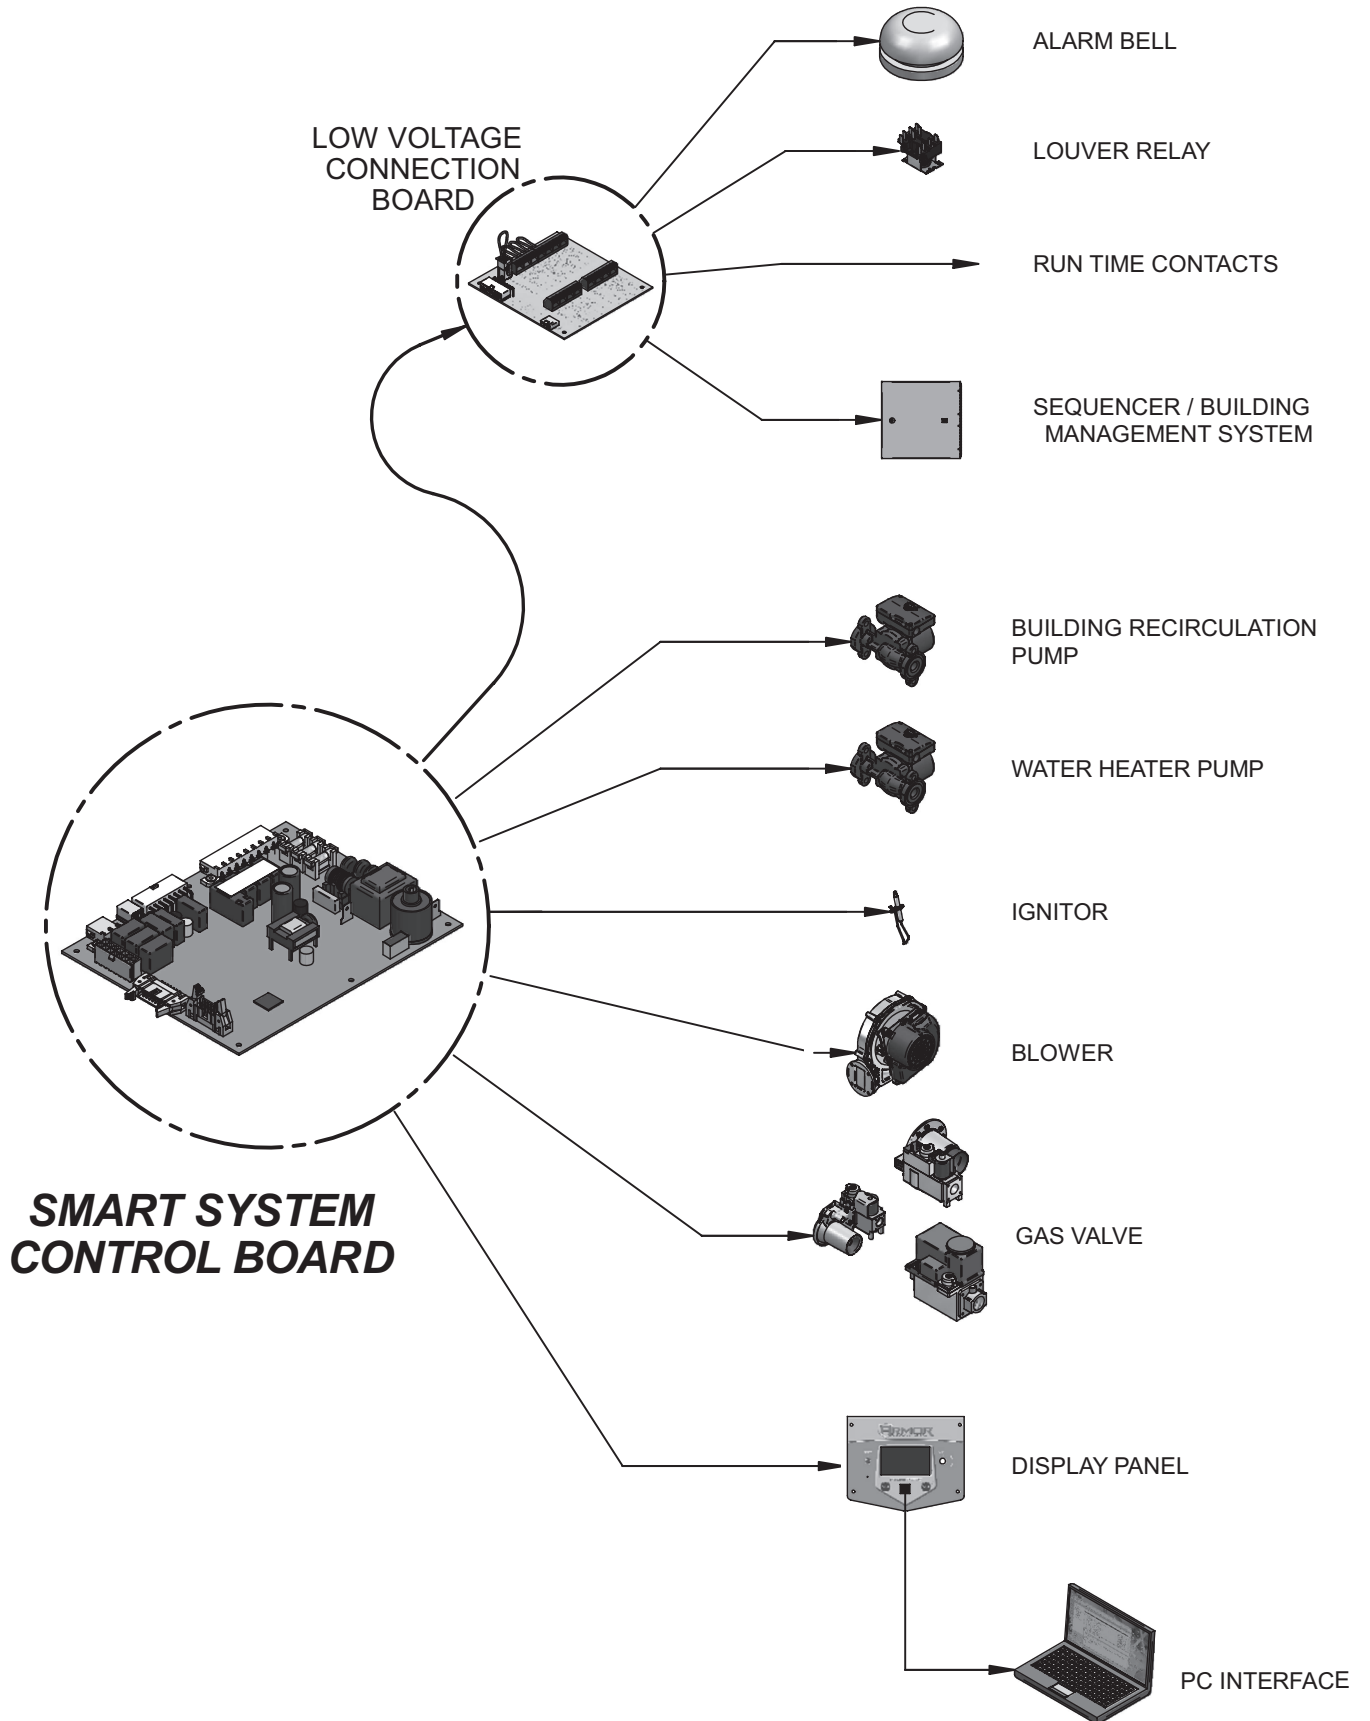 ALARM BELL
LOW VOLTAGE
CONNECTION
BOARD
LOUVER RELAY
RUN TIME CONTACTS
SEQUENCER / BUILDING
MANAGEMENT SYSTEM
BUILDING RECIRCULATION
PUMP
WATER HEATER PUMP
IGNITOR
BLOWER
SMART SYSTEM
CONTROL BOARD
GAS VALVE
ARMOR
DISPLAY PANEL
PC INTERFACE